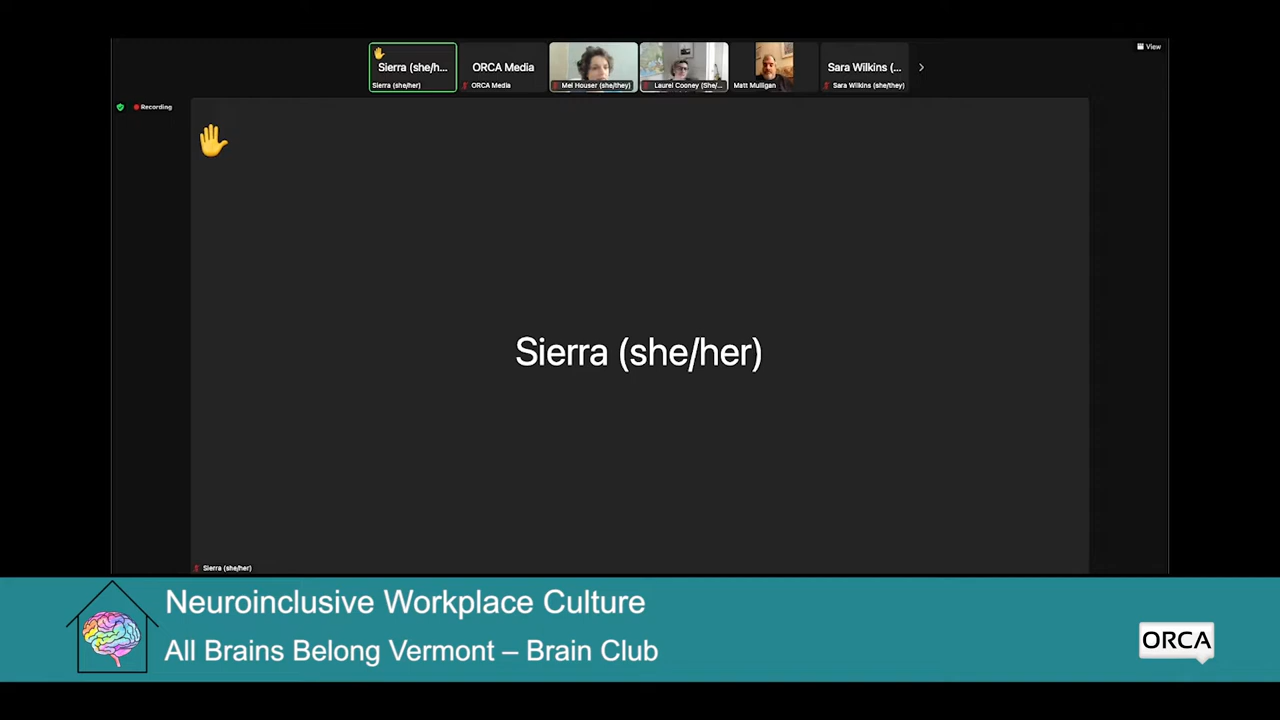 Sierra (she/h...
Sierra (she/her)
ORCA Media
ORCA Media
Mel Houser (she/they)
Laurel Cooney (She/...
Matt Mulligan
Sara Wilkins (...
Sara Wilkins (she/they)
View
Recording
Sierra (she/her)
Sierra (she/her)
Neuroinclusive Workplace Culture
All Brains Belong Vermont – Brain Club
ORCA